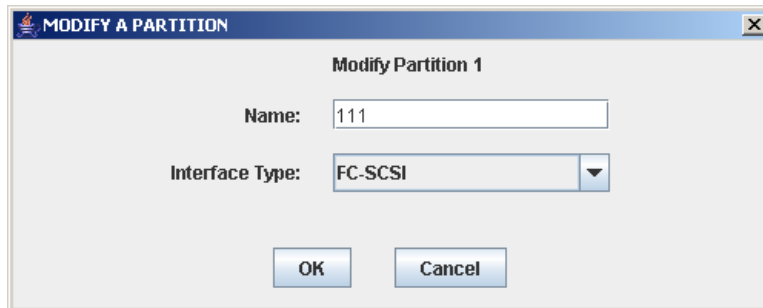 MODIFY A PARTITION
Modify Partition 1
Name: 111
Interface Type: FC-SCSI
OK Cancel